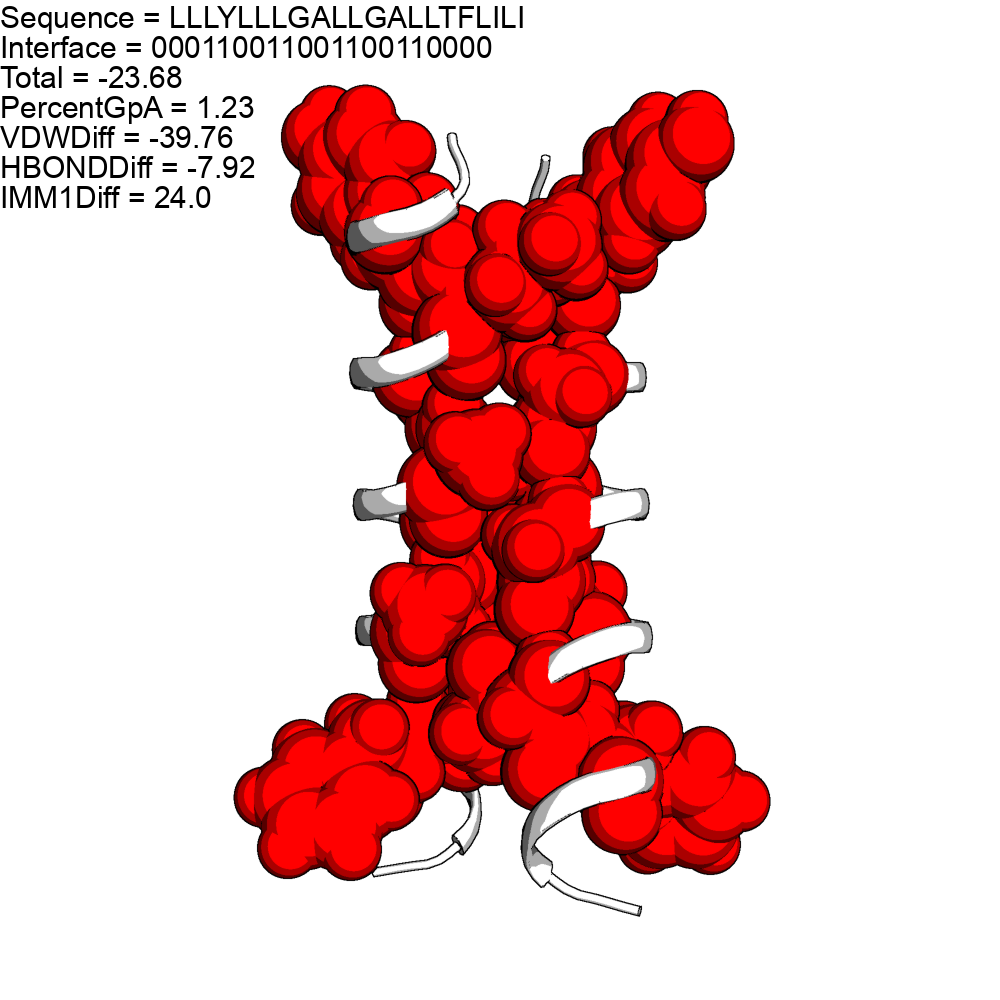 Sequence = LLLYLLLGALLGALLTFLILI
Interface = 000110011001100110000
Total = -23.68
PercentGpA = 1.23
VDWDiff = -39.76
HBONDDiff = -7.92
IMM1Diff = 24.0